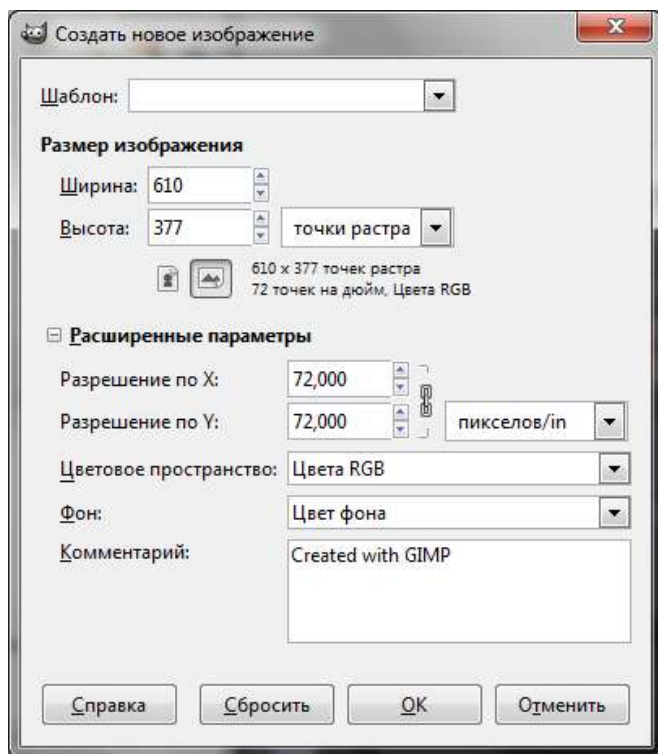 Создать новое изображение
Шаблон:
Размер изображения
Ширина: 610
Высота: 377 точки растра
610 x 377 точек растра
72 точек на дюйм, Цвета RGB
Расширенные параметры
Разрешение по X: 72,000
Разрешение по Y: 72,000 пикселов/in
Цветовое пространство: Цвета RGB
Фон: Цвет фона
Комментарий: Created with GIMP
Справка Сбросить OK Отменить